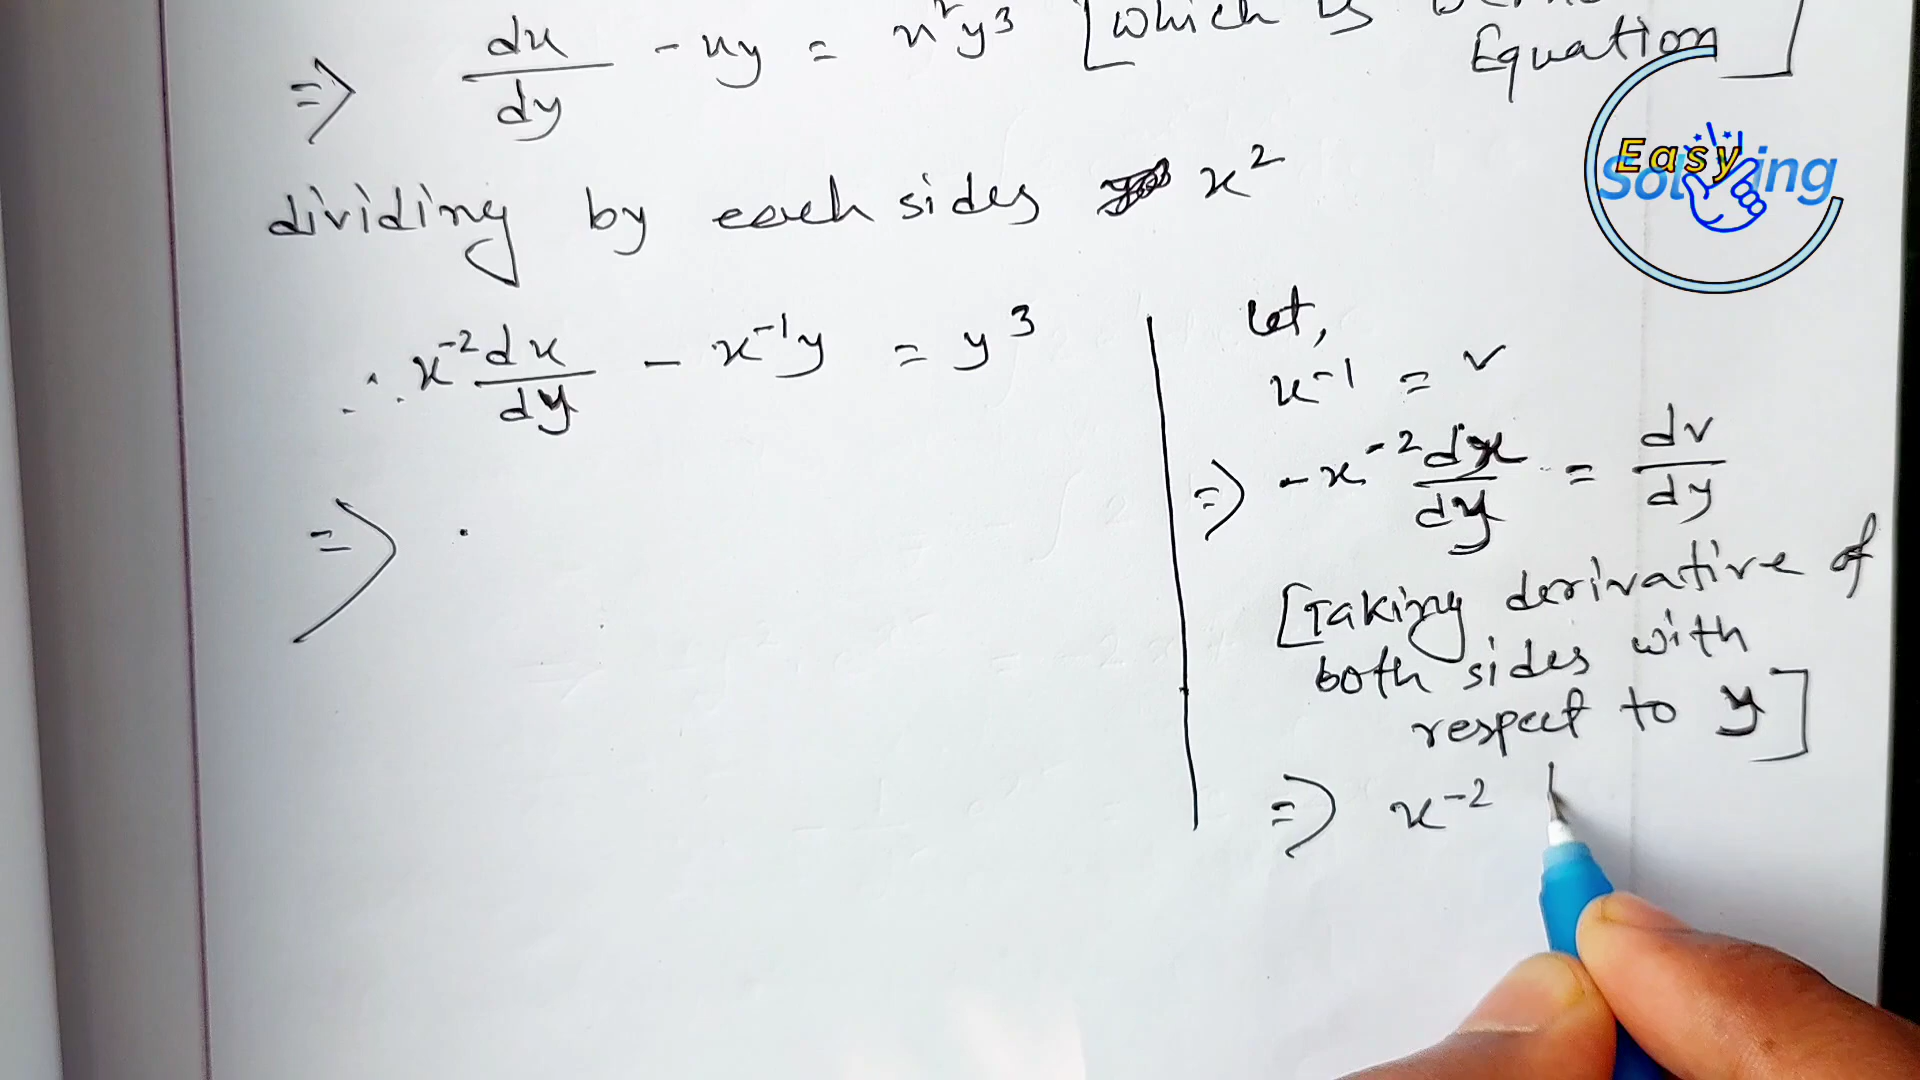 ⇒ dx/dy - xy = x²y³ [which is
Equation]
dividing by each sides x²
∴ x⁻² dx/dy - x⁻¹y = y³
⇒ .
Let,
x⁻¹ = v
⇒ -x⁻² dx/dy = dv/dy
[Taking derivative of
both sides with
respect to y]
⇒ x⁻²
Easy
Solving